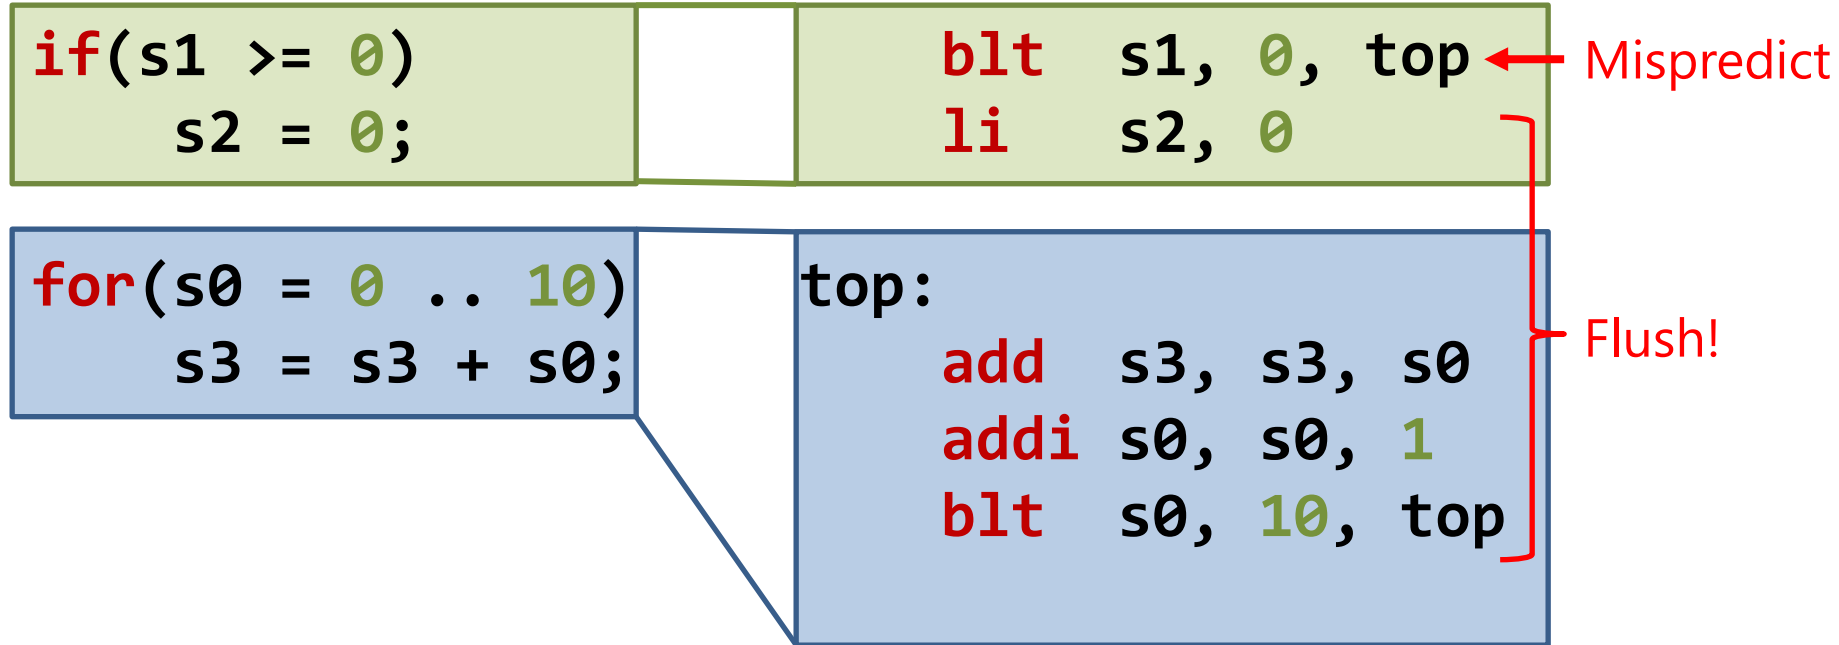 if(s1 >= 0)
    s2 = 0;
blt s1, 0, top
li s2, 0
Mispredict
for(s0 = 0 .. 10)
    s3 = s3 + s0;
top:
add s3, s3, s0
addi s0, s0, 1
blt s0, 10, top
Flush!